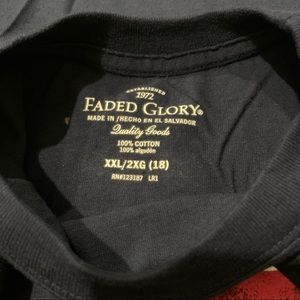 ESTABLISHED
1972
FADED GLORY®
MADE IN/HECHO EN EL SALVADOR
Quality Goods
100% COTTON
100% algodón
XXL/2XG (18)
RN#123187 LR1